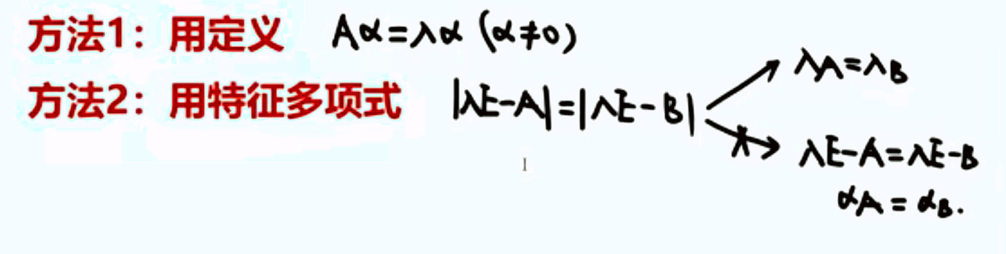 方法1：用定义 Aα=λα (α≠0)
方法2：用特征多项式 |λE-A|=|λE-B|
λA=λB
λE-A=λE-B
αA=αB.
1